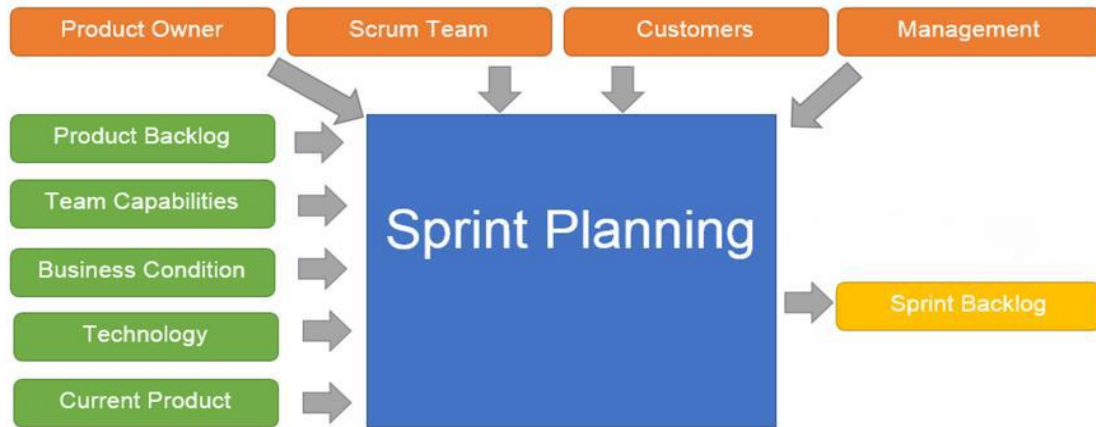 Product Owner
Scrum Team
Customers
Management
Product Backlog
Team Capabilities
Business Condition
Technology
Current Product
Sprint Planning
Sprint Backlog